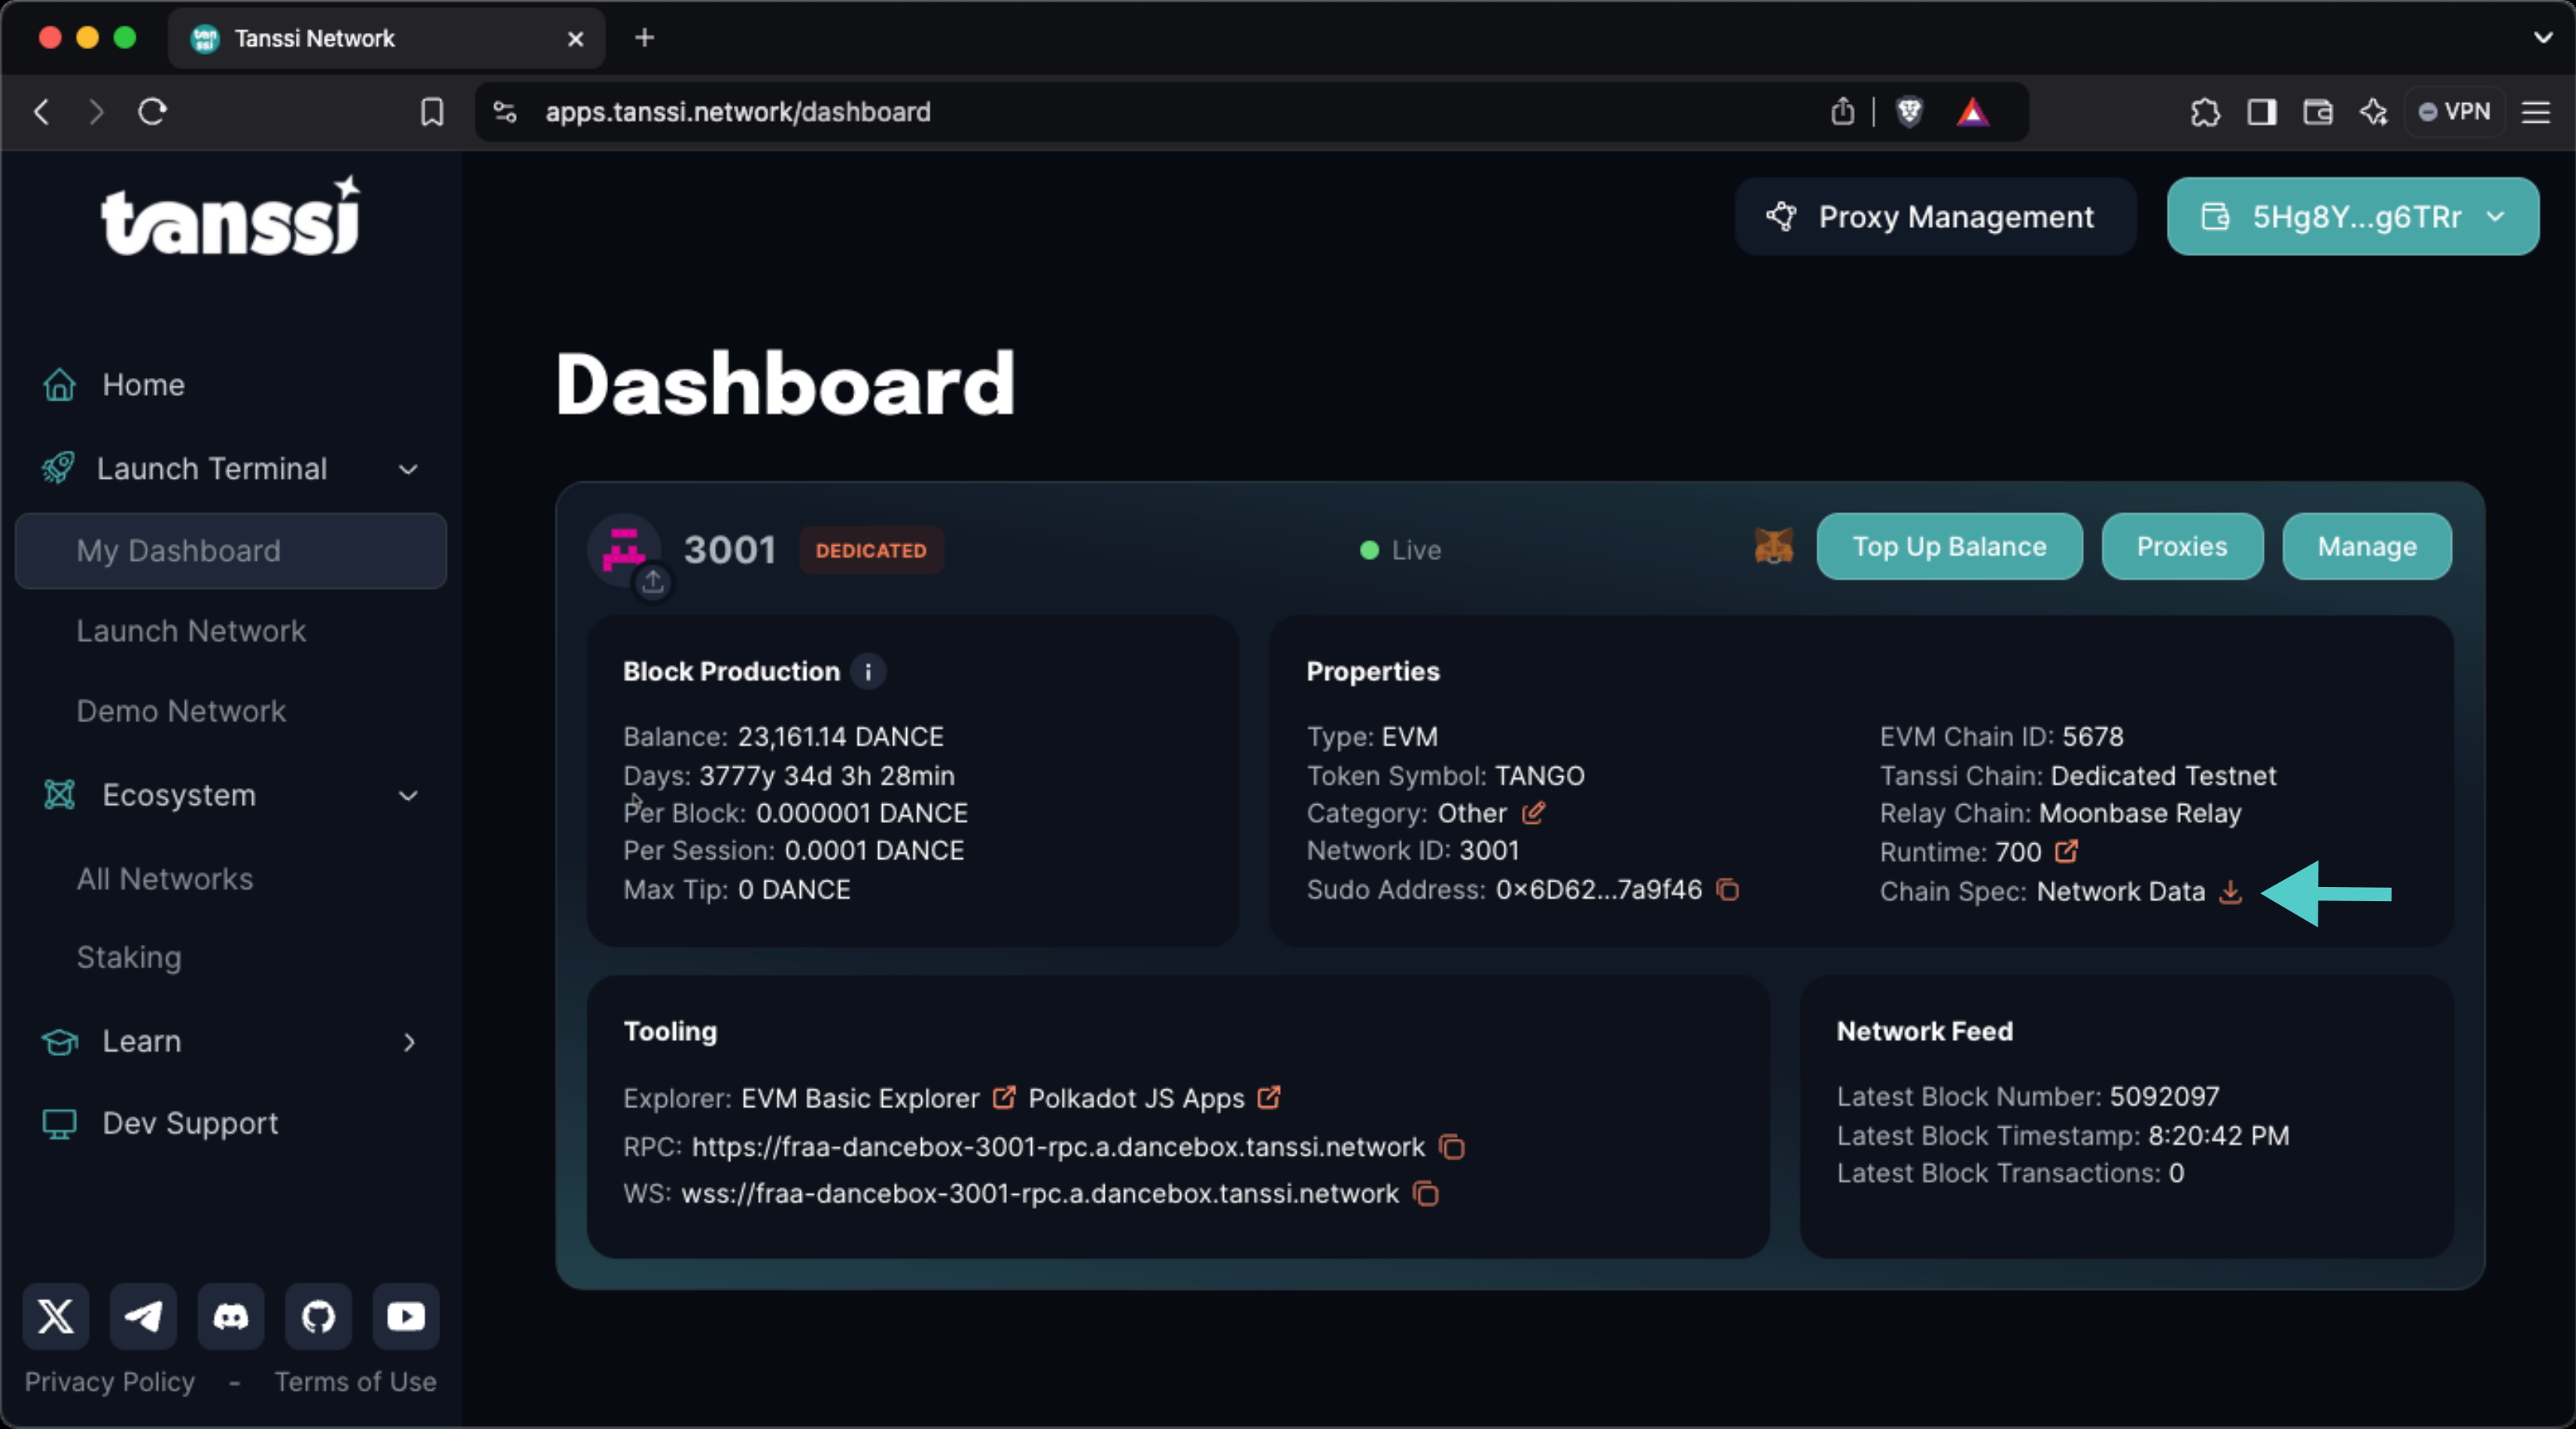 Tanssi Network
apps.tanssi.network/dashboard
VPN
tanssi
Proxy Management
5Hg8Y...g6TRr
Home
Launch Terminal
My Dashboard
Launch Network
Demo Network
Ecosystem
All Networks
Staking
Learn
Dev Support
Privacy Policy - Terms of Use
Dashboard
3001 DEDICATED
Live
Top Up Balance
Proxies
Manage
Block Production i
Balance: 23,161.14 DANCE
Days: 3777y 34d 3h 28min
Per Block: 0.000001 DANCE
Per Session: 0.0001 DANCE
Max Tip: 0 DANCE
Properties
Type: EVM
Token Symbol: TANGO
Category: Other
Network ID: 3001
Sudo Address: 0x6D62...7a9f46
EVM Chain ID: 5678
Tanssi Chain: Dedicated Testnet
Relay Chain: Moonbase Relay
Runtime: 700
Chain Spec: Network Data
Tooling
Explorer: EVM Basic Explorer Polkadot JS Apps
RPC: https://fraa-dancebox-3001-rpc.a.dancebox.tanssi.network
WS: wss://fraa-dancebox-3001-rpc.a.dancebox.tanssi.network
Network Feed
Latest Block Number: 5092097
Latest Block Timestamp: 8:20:42 PM
Latest Block Transactions: 0